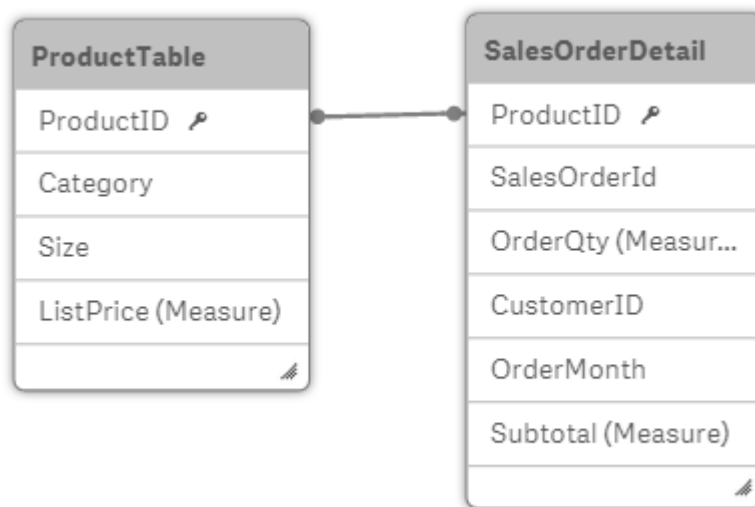 ProductTable
ProductID
Category
Size
ListPrice (Measure)
SalesOrderDetail
ProductID
SalesOrderId
OrderQty (Measur...
CustomerID
OrderMonth
Subtotal (Measure)